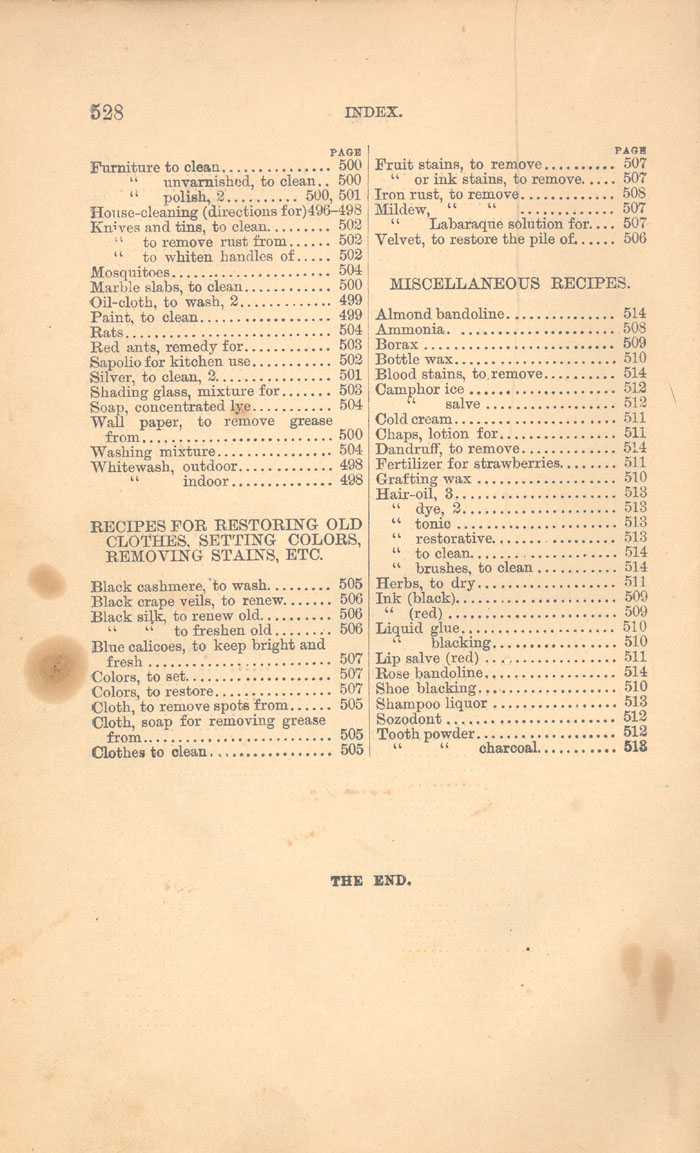 528 INDEX.
PAGE
Furniture to clean............... 500
“ unvarnished, to clean.. 500
“ polish, 2.......... 500, 501
House-cleaning (directions for) 496–498
Knives and tins, to clean......... 502
“ to remove rust from...... 502
“ to whiten handles of..... 502
Mosquitoes....................... 504
Marble slabs, to clean............ 500
Oil-cloth, to wash, 2............. 499
Paint, to clean................... 499
Rats.............................. 504
Red ants, remedy for............ 503
Sapolio for kitchen use........... 502
Silver, to clean, 2................ 501
Shading glass, mixture for....... 503
Soap, concentrated lye........... 504
Wall paper, to remove grease
from........................... 500
Washing mixture................. 504
Whitewash, outdoor............. 498
“ indoor.............. 498
RECIPES FOR RESTORING OLD
CLOTHES, SETTING COLORS,
REMOVING STAINS, ETC.
Black cashmere, to wash......... 505
Black crape veils, to renew....... 506
Black silk, to renew old.......... 506
“ “ to freshen old........ 506
Blue calicoes, to keep bright and
fresh .......................... 507
Colors, to set..................... 507
Colors, to restore................. 507
Cloth, to remove spots from...... 505
Cloth, soap for removing grease
from........................... 505
Clothes to clean.................. 505
PAGE
Fruit stains, to remove.......... 507
“ or ink stains, to remove..... 507
Iron rust, to remove............. 508
Mildew, “ “ ............. 507
“ Labaraque solution for.... 507
Velvet, to restore the pile of...... 506
MISCELLANEOUS RECIPES.
Almond bandoline............... 514
Ammonia. ...................... 508
Borax .......................... 509
Bottle wax...................... 510
Blood stains, to remove.......... 514
Camphor ice .................... 512
“ salve ................. 512
Cold cream...................... 511
Chaps, lotion for................ 511
Dandruff, to remove............. 514
Fertilizer for strawberries........ 511
Grafting wax .................... 510
Hair-oil, 3....................... 513
“ dye, 2...................... 513
“ tonic ...................... 513
“ restorative................. 513
“ to clean.................... 514
“ brushes, to clean ........... 514
Herbs, to dry.................... 511
Ink (black)...................... 509
“ (red) ....................... 509
Liquid glue...................... 510
“ blacking................. 510
Lip salve (red) .................. 511
Rose bandoline.................. 514
Shoe blacking................... 510
Shampoo liquor ................. 513
Sozodont ....................... 512
Tooth powder................... 512
“ “ charcoal........... 513
THE END.